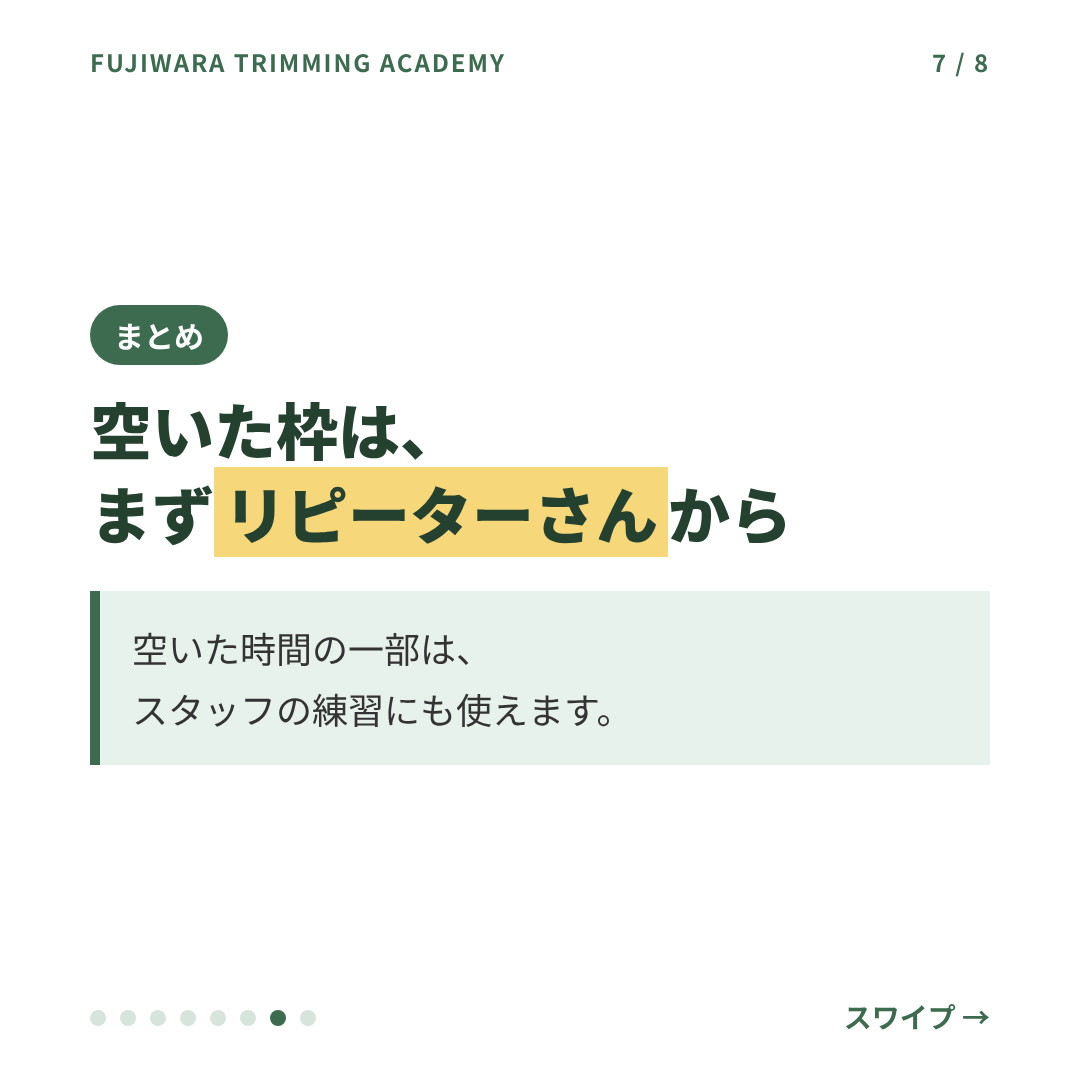 FUJIWARA TRIMMING ACADEMY
7 / 8
まとめ
空いた枠は、
まずリピーターさんから
空いた時間の一部は、
スタッフの練習にも使えます。
スワイプ →